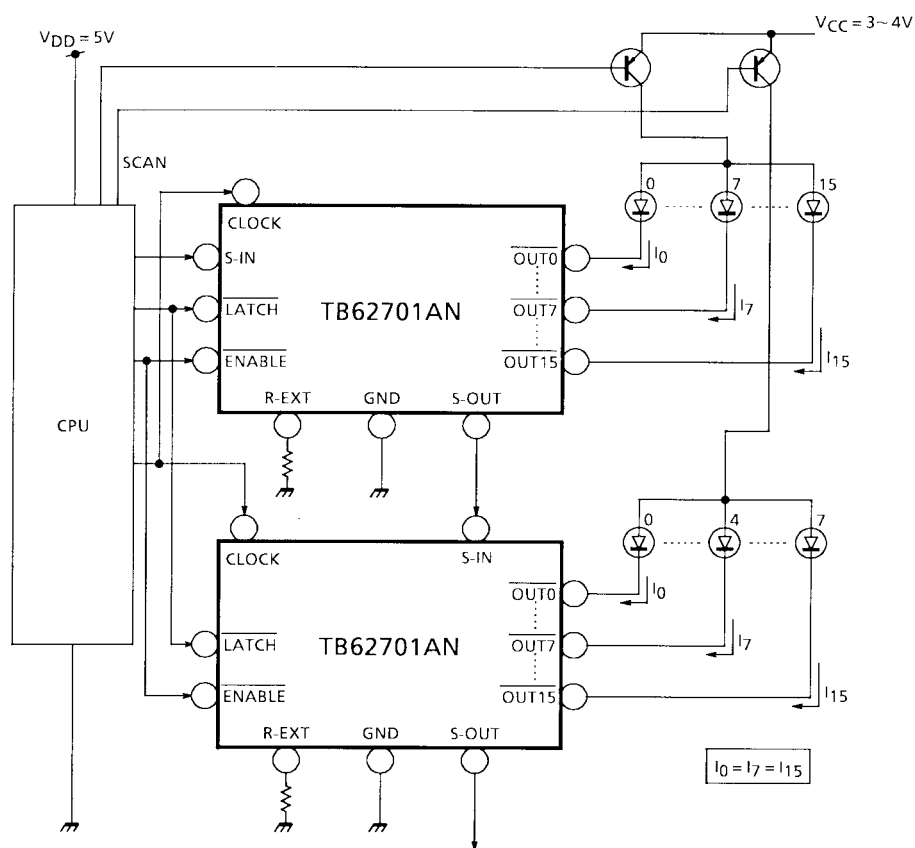 VDD = 5V
VCC = 3~4V
SCAN
CPU
CLOCK
S-IN
LATCH
ENABLE
TB62701AN
OUT0
OUT7
OUT15
R-EXT
GND
S-OUT
0
7
15
I0
I7
I15
CLOCK
S-IN
LATCH
ENABLE
TB62701AN
OUT0
OUT7
OUT15
R-EXT
GND
S-OUT
0
4
7
I0
I7
I15
I0 = I7 = I15